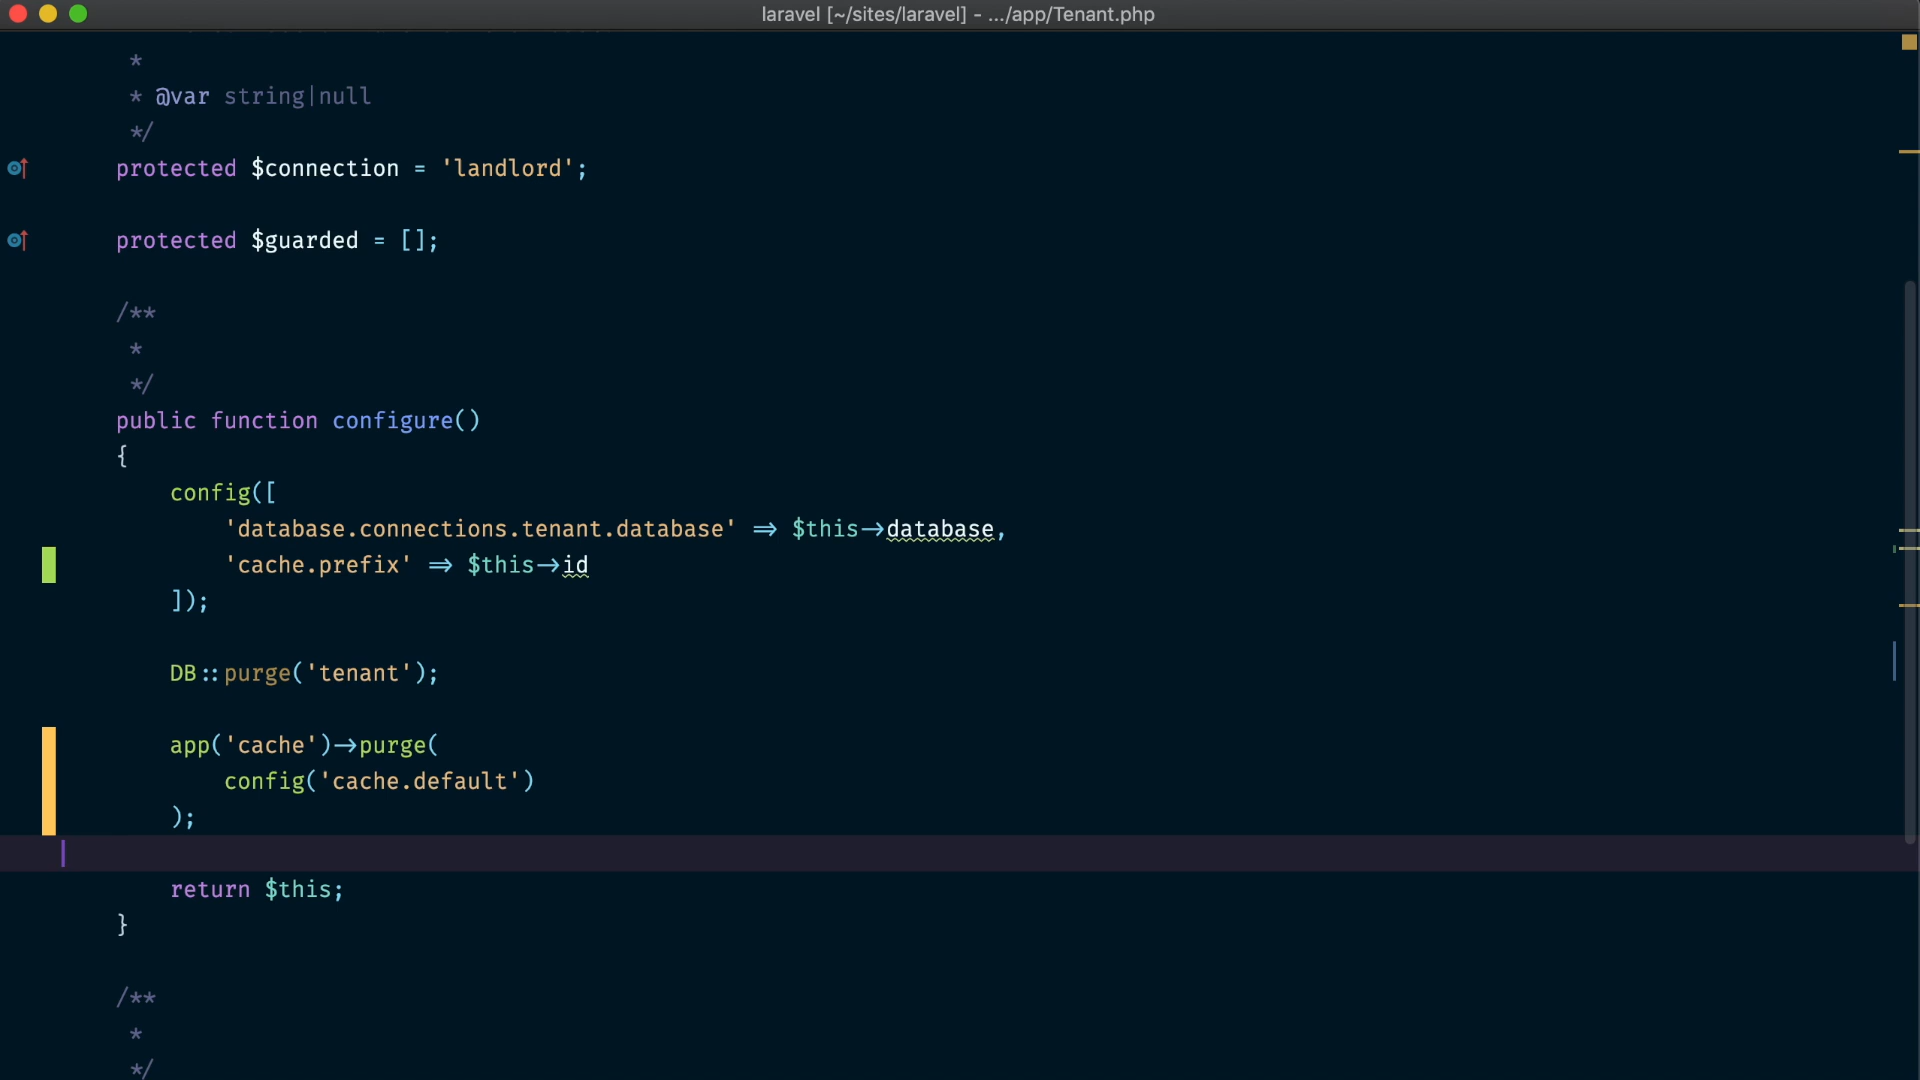 laravel [~/sites/laravel] - .../app/Tenant.php
*
* @var string|null
*/
protected $connection = 'landlord';
protected $guarded = [];
/**
*
*/
public function configure()
{
config([
'database.connections.tenant.database' => $this->database,
'cache.prefix' => $this->id
]);
DB::purge('tenant');
app('cache')->purge(
config('cache.default')
);
return $this;
}
/**
*
*/